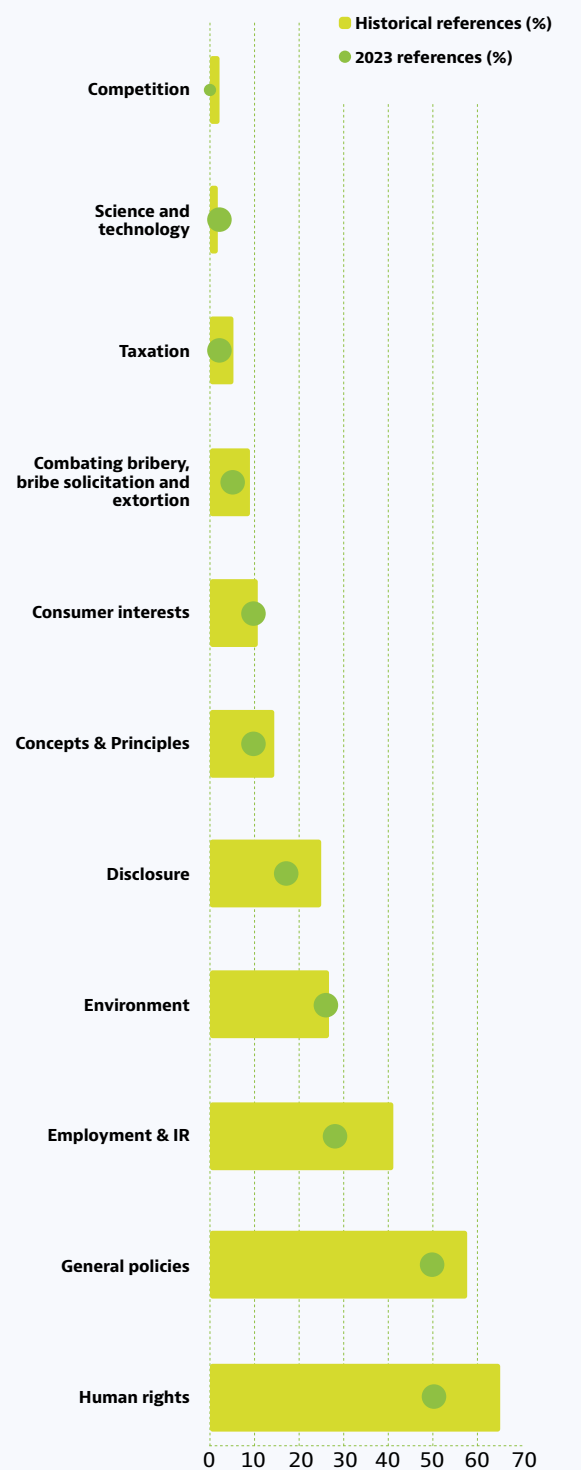 Historical references (%)
2023 references (%)
Competition
Science and
technology
Taxation
Combating bribery,
bribe solicitation and
extortion
Consumer interests
Concepts & Principles
Disclosure
Environment
Employment & IR
General policies
Human rights
0 10 20 30 40 50 60 70